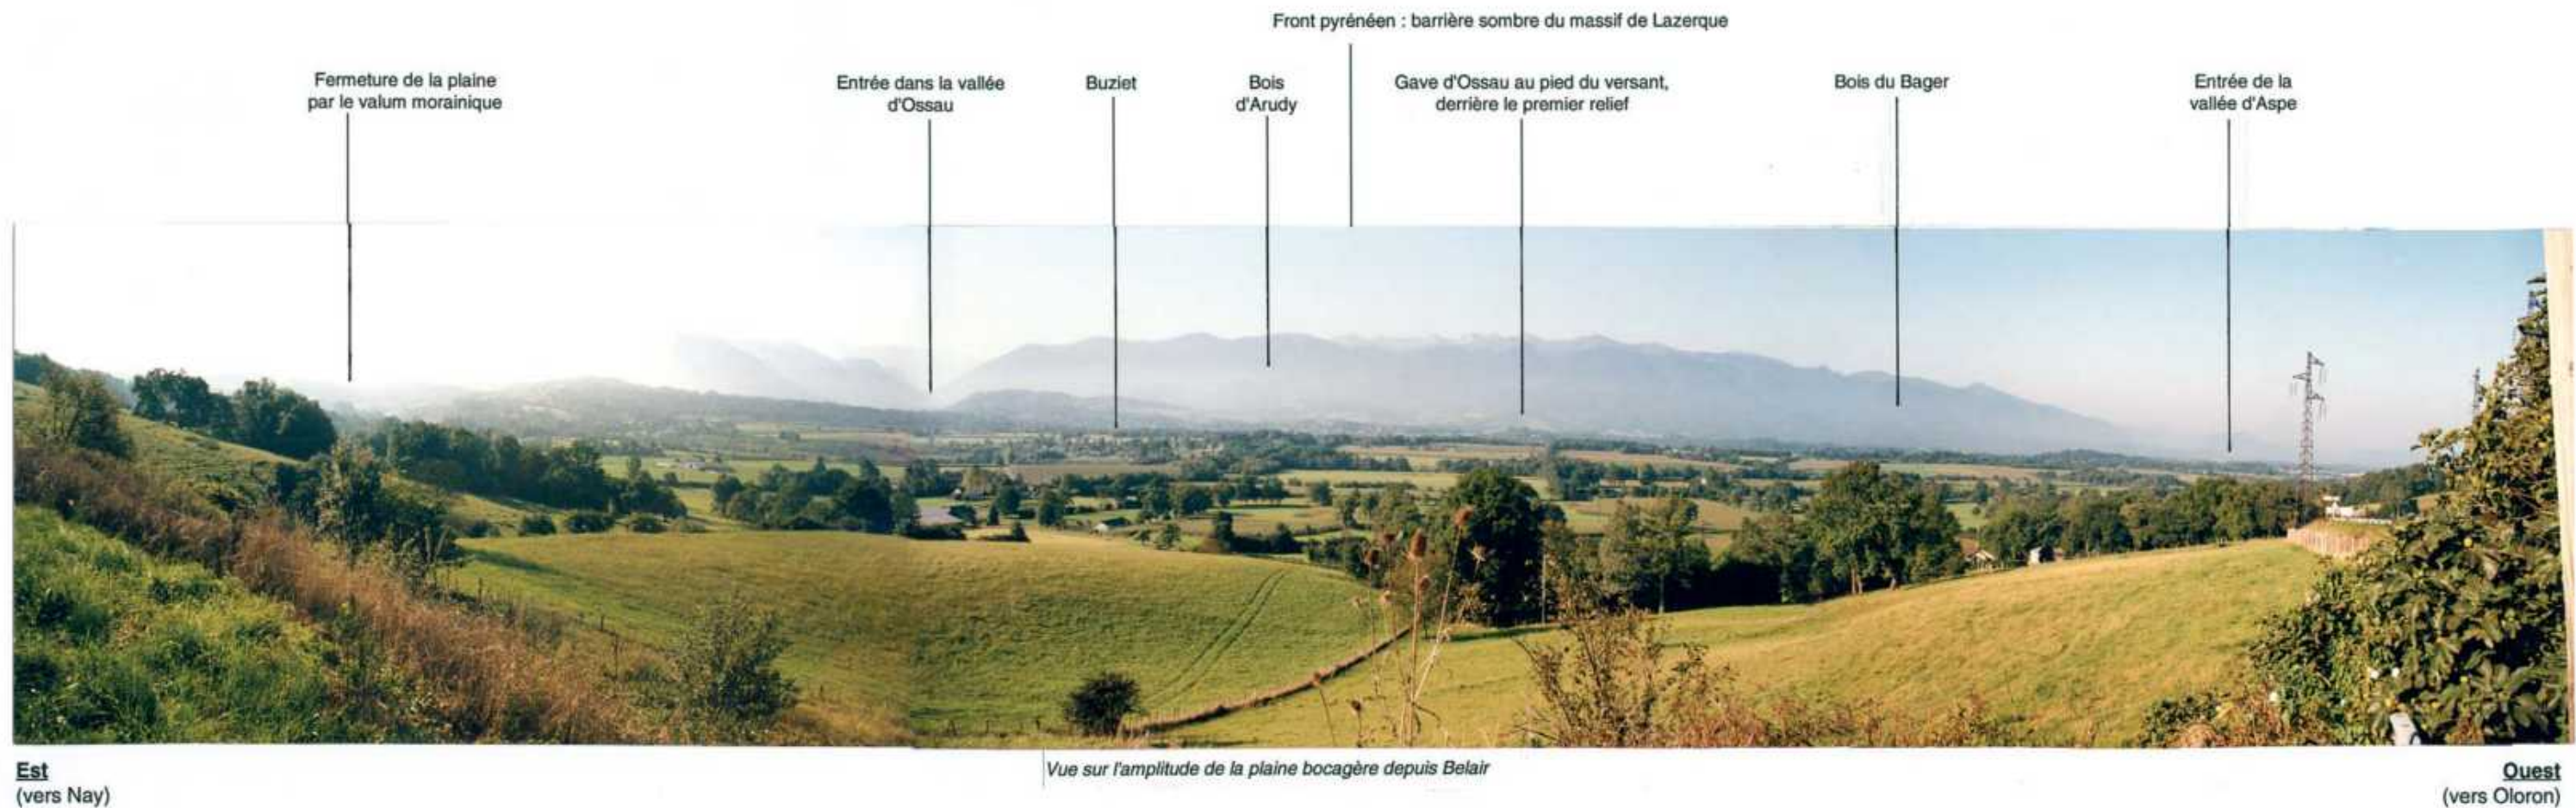 Front pyrénéen : barrière sombre du massif de Lazerque
Fermeture de la plaine
par le valum morainique
Entrée dans la vallée
d'Ossau
Buziet
Bois
d'Arudy
Gave d'Ossau au pied du versant,
derrière le premier relief
Bois du Bager
Entrée de la
vallée d'Aspe
Est
(vers Nay)
Vue sur l'amplitude de la plaine bocagère depuis Belair
Ouest
(vers Oloron)